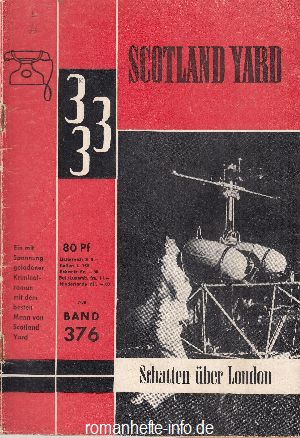 SCOTLAND YARD
3
3
3
Ein mit
Spannung
geladener
Kriminal-
roman
mit dem
besten
Mann von
Scotland
Yard
80 Pf
BAND
376
Schatten über London
romanhefte-info.de